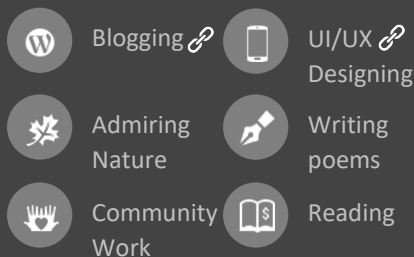 Blogging
UI/UX
Designing
Admiring
Nature
Writing
poems
Community
Work
Reading